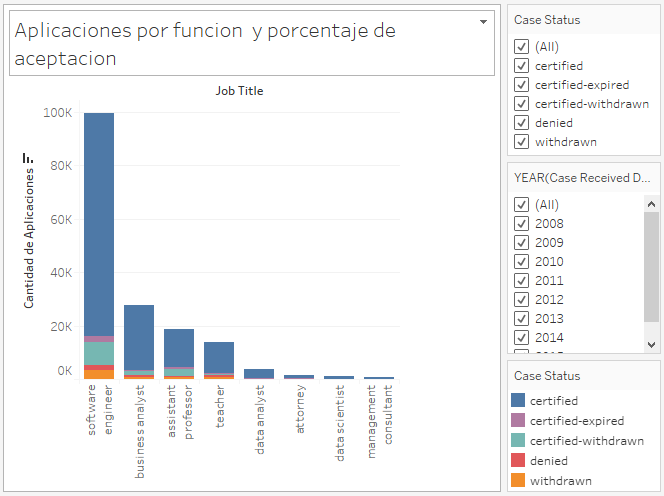 Aplicaciones por funcion y porcentaje de
aceptacion
Job Title
Cantidad de Aplicaciones
100K
80K
60K
40K
20K
0K
software
engineer
business analyst
assistant
professor
teacher
data analyst
attorney
data scientist
management
consultant
Case Status
(All)
certified
certified-expired
certified-withdrawn
denied
withdrawn
YEAR(Case Received D...
(All)
2008
2009
2010
2011
2012
2013
2014
Case Status
certified
certified-expired
certified-withdrawn
denied
withdrawn